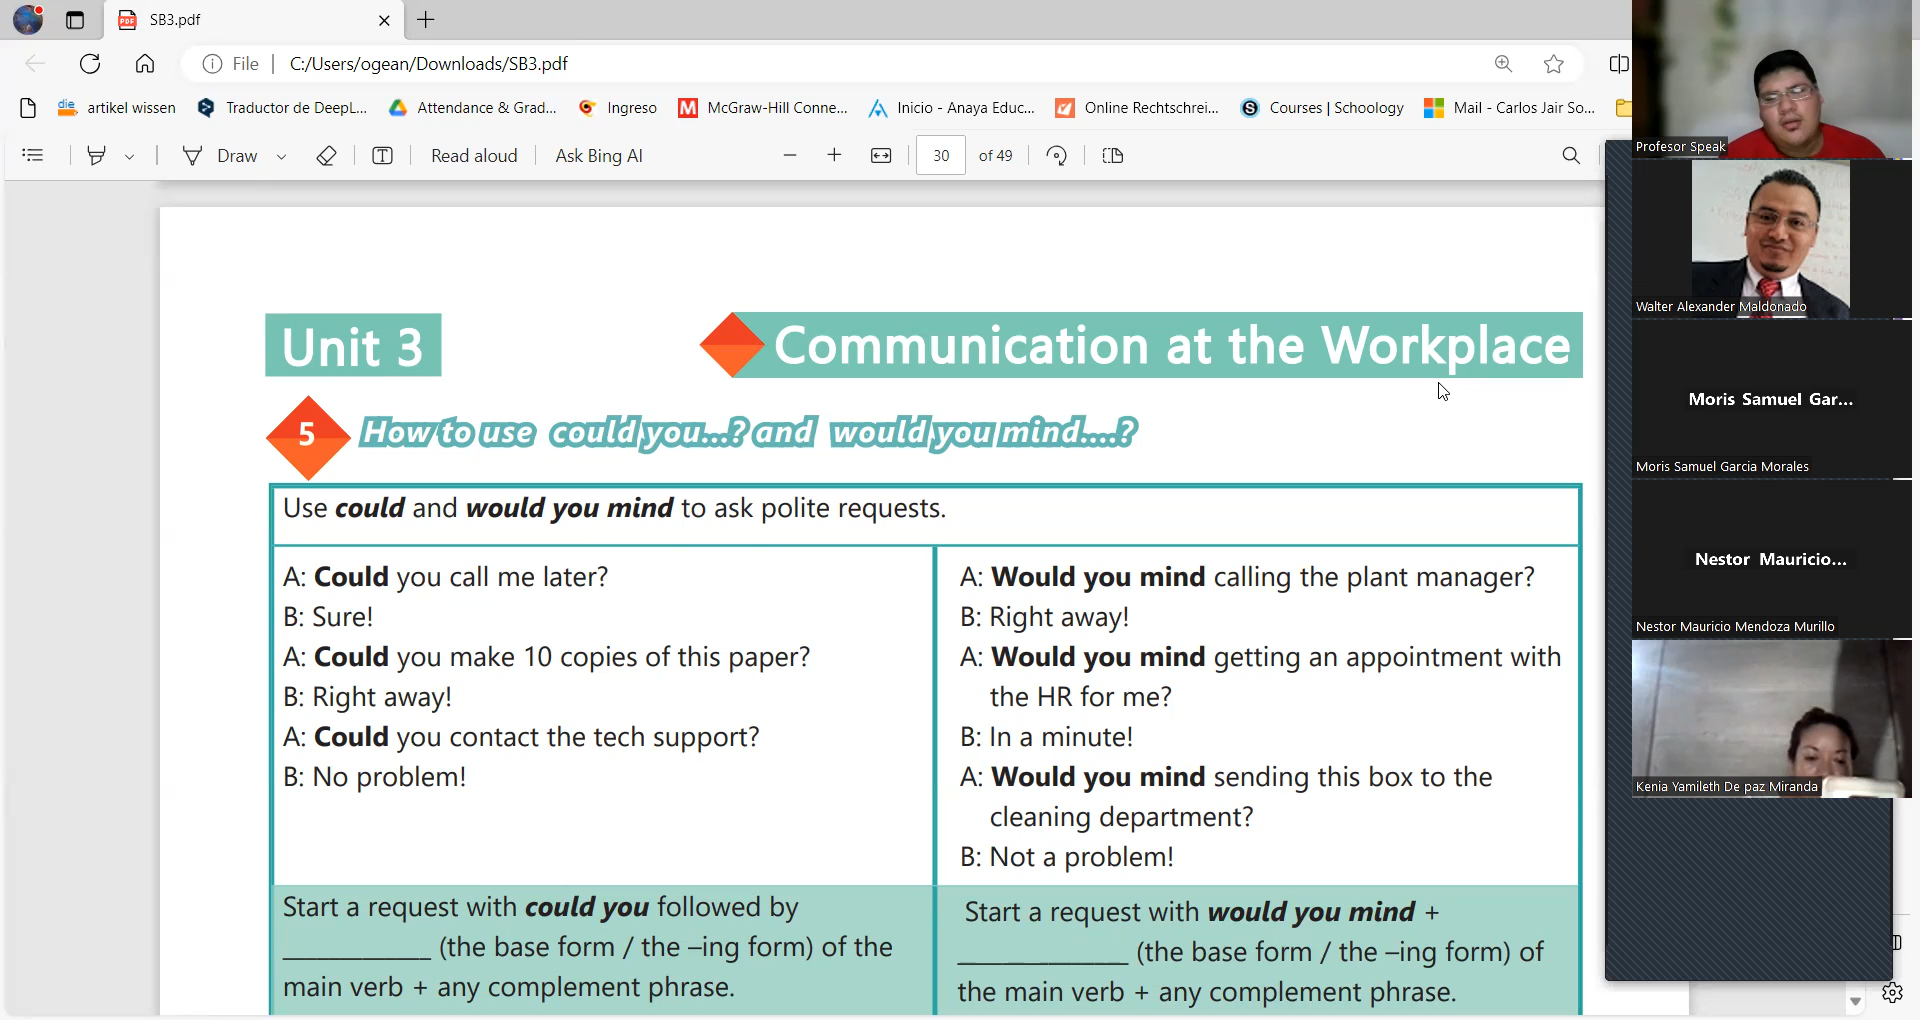 SB3.pdf
File
C:/Users/ogean/Downloads/SB3.pdf
die
artikel wissen
Traductor de DeepL...
Attendance & Grad...
Ingreso
M
McGraw-Hill Conne...
Inicio - Anaya Educ...
Online Rechtschrei...
S
Courses | Schoology
Mail - Carlos Jair So...
Draw
Read aloud
Ask Bing AI
30
of 49
Unit 3
Communication at the Workplace
5
How to use could you...? and would you mind....?
Use could and would you mind to ask polite requests.
A: Could you call me later?
B: Sure!
A: Could you make 10 copies of this paper?
B: Right away!
A: Could you contact the tech support?
B: No problem!
A: Would you mind calling the plant manager?
B: Right away!
A: Would you mind getting an appointment with
the HR for me?
B: In a minute!
A: Would you mind sending this box to the
cleaning department?
B: Not a problem!
Start a request with could you followed by
___________ (the base form / the –ing form) of the
main verb + any complement phrase.
Start a request with would you mind +
_____________ (the base form / the –ing form) of
the main verb + any complement phrase.
Profesor Speak
Walter Alexander Maldonado
Moris Samuel Gar...
Moris Samuel Garcia Morales
Nestor Mauricio...
Nestor Mauricio Mendoza Murillo
Kenia Yamileth De paz Miranda